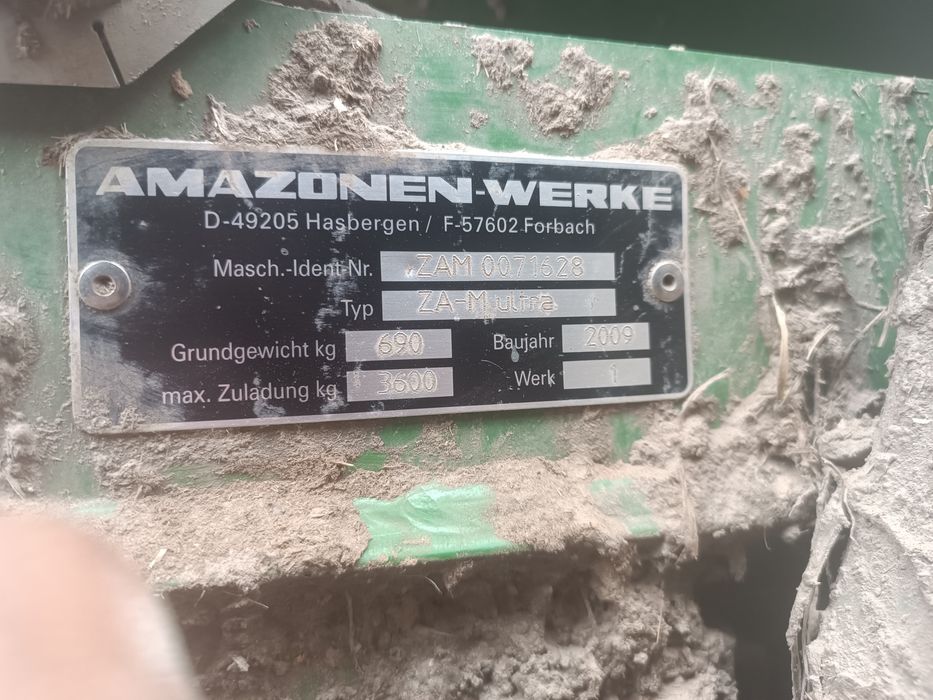 AMAZONEN-WERKE
D-49205 Hasbergen / F-57602 Forbach
Masch.-Ident-Nr. ZAM 0071628
Typ ZA-M ultra
Grundgewicht kg 690 Baujahr 2009
max. Zuladung kg 3600 Werk 1